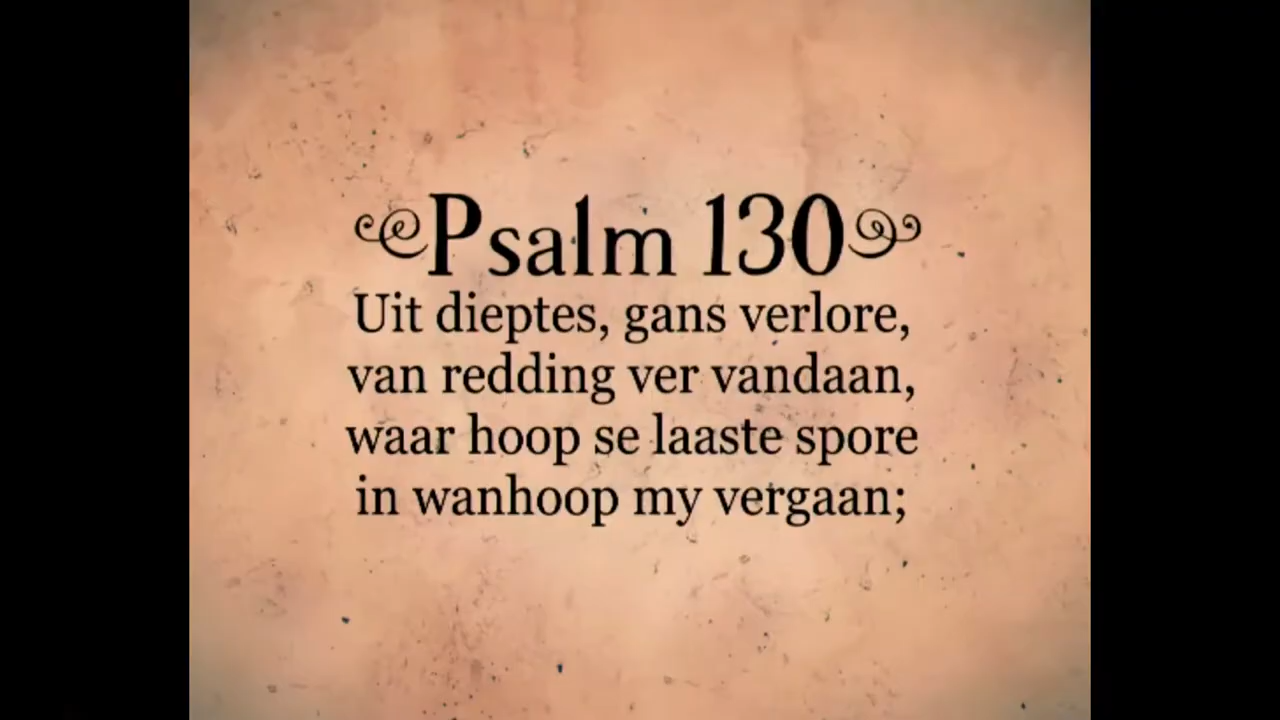 Psalm 130
Uit dieptes, gans verlore,
van redding ver vandaan,
waar hoop se laaste spore
in wanhoop my vergaan;